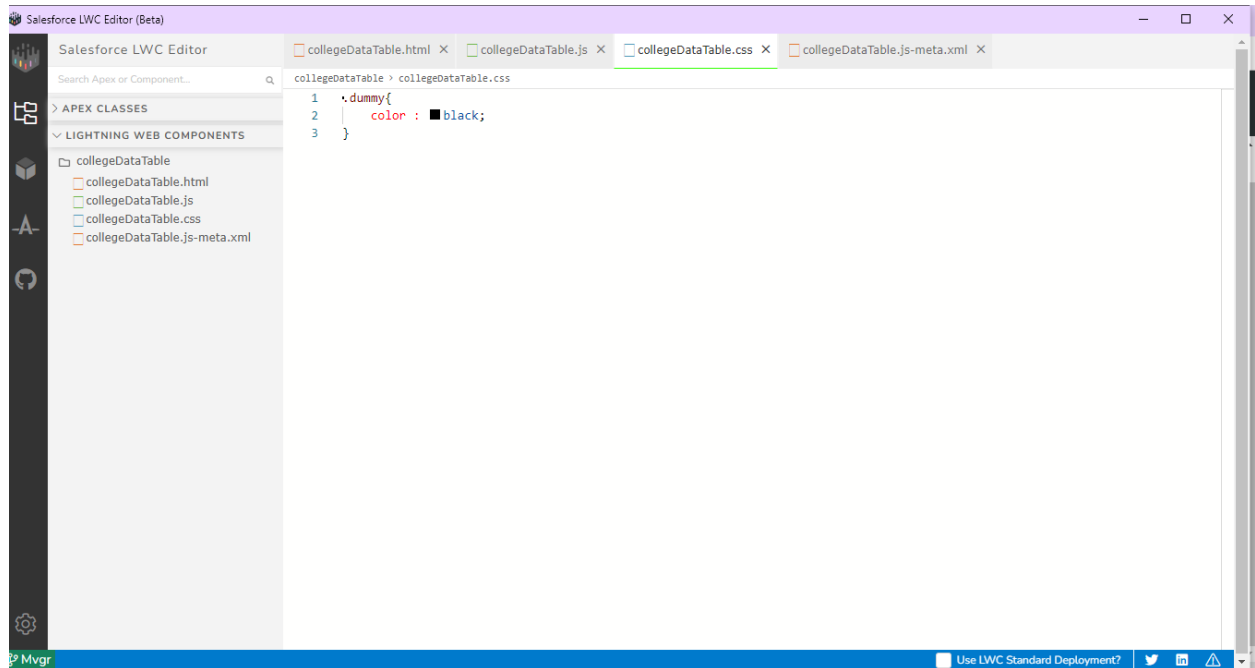 Salesforce LWC Editor (Beta)
Salesforce LWC Editor
Search Apex or Component...
APEX CLASSES
LIGHTNING WEB COMPONENTS
collegeDataTable
collegeDataTable.html
collegeDataTable.js
collegeDataTable.css
collegeDataTable.js-meta.xml
collegeDataTable.html collegeDataTable.js collegeDataTable.css collegeDataTable.js-meta.xml
collegeDataTable > collegeDataTable.css
1 .dummy{
2 color : black;
3 }
Mvgr
Use LWC Standard Deployment?